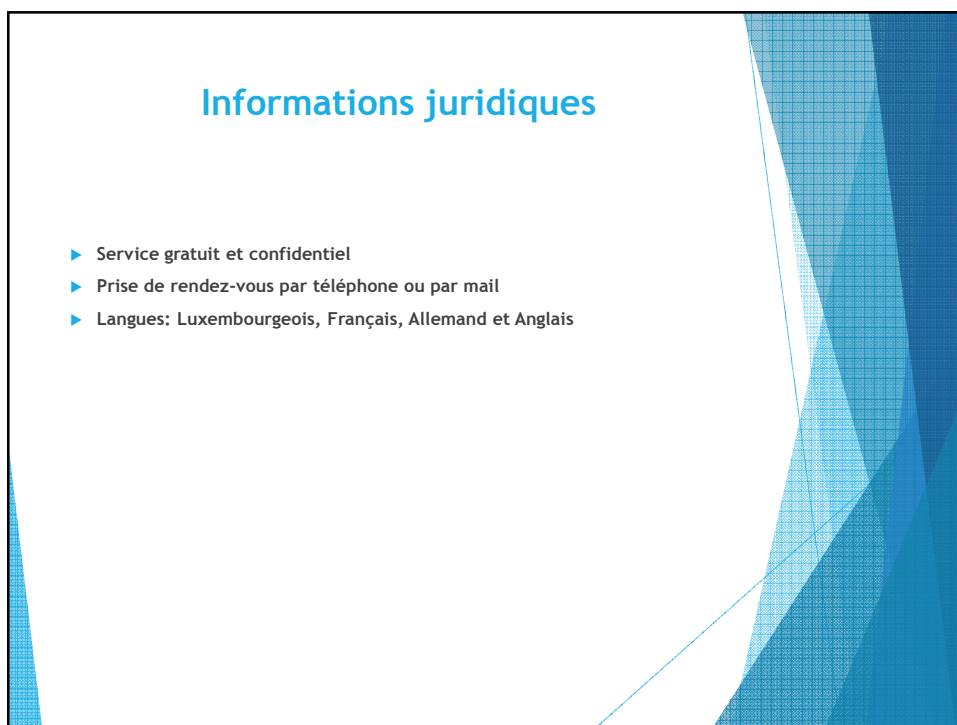 Informations juridiques
Service gratuit et confidentiel
Prise de rendez-vous par téléphone ou par mail
Langues: Luxembourgeois, Français, Allemand et Anglais